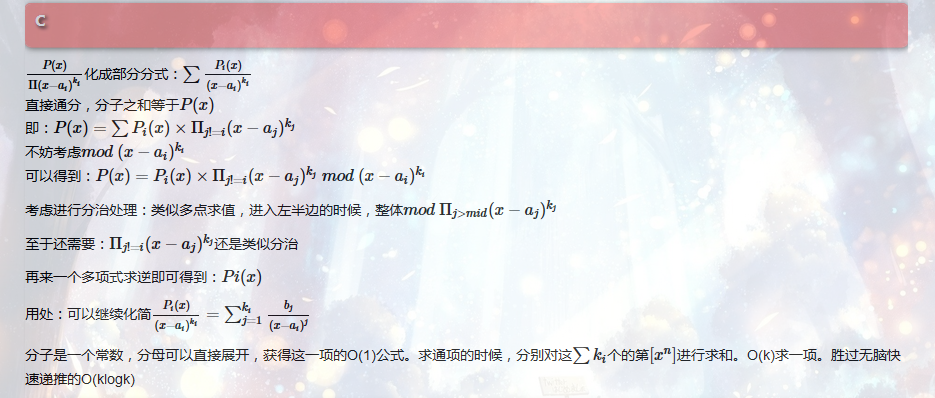 C
$\frac{P(x)}{\Pi(x-a_i)^{k_i}}$化成部分分式：$\sum \frac{P_i(x)}{(x-a_i)^{k_i}}$
直接通分，分子之和等于$P(x)$
即：$P(x) = \sum P_i(x) \times \Pi_{j!=i}(x-a_j)^{k_j}$
不妨考虑$mod\ (x-a_i)^{k_i}$
可以得到：$P(x) = P_i(x) \times \Pi_{j!=i}(x-a_j)^{k_j}\ mod\ (x-a_i)^{k_i}$
考虑进行分治处理：类似多点求值，进入左半边的时候，整体$mod\ \Pi_{j>mid}(x-a_j)^{k_j}$
至于还需要：$\Pi_{j!=i}(x-a_j)^{k_j}$还是类似分治
再来一个多项式求逆即可得到：$Pi(x)$
用处：可以继续化简$\frac{P_i(x)}{(x-a_i)^{k_i}} = \sum_{j=1}^{k_i} \frac{b_j}{(x-a_i)^j}$
分子是一个常数，分母可以直接展开，获得这一项的O(1)公式。求通项的时候，分别对这$\sum k_i$个的第$[x^n]$进行求和。O(k)求一项。胜过无脑快
速递推的O(klogk)